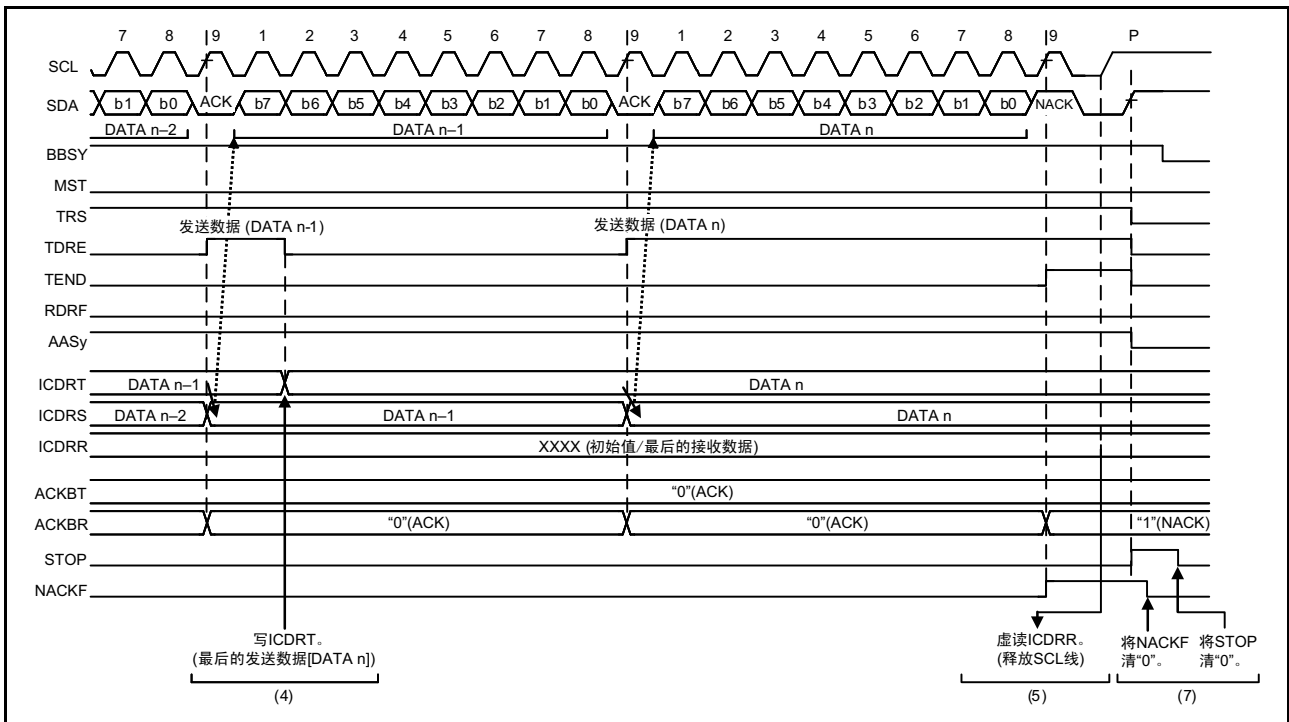 7 8 9 1 2 3 4 5 6 7 8 9 1 2 3 4 5 6 7 8 9 P
SCL
SDA b1 b0 ACK b7 b6 b5 b4 b3 b2 b1 b0 ACK b7 b6 b5 b4 b3 b2 b1 b0 NACK
DATA n–2 DATA n–1 DATA n
BBSY
MST
TRS
发送数据 (DATA n-1) 发送数据 (DATA n)
TDRE
TEND
RDRF
AASy
ICDRT DATA n–1 DATA n
ICDRS DATA n–2 DATA n–1 DATA n
ICDRR XXXX (初始值/最后的接收数据)
ACKBT “0”(ACK)
ACKBR “0”(ACK) “0”(ACK) “1”(NACK)
STOP
NACKF
写ICDRT。
(最后的发送数据[DATA n])
(4)
虚读ICDRR。
(释放SCL线)
(5)
将NACKF
清“0”。
将STOP
清“0”。
(7)